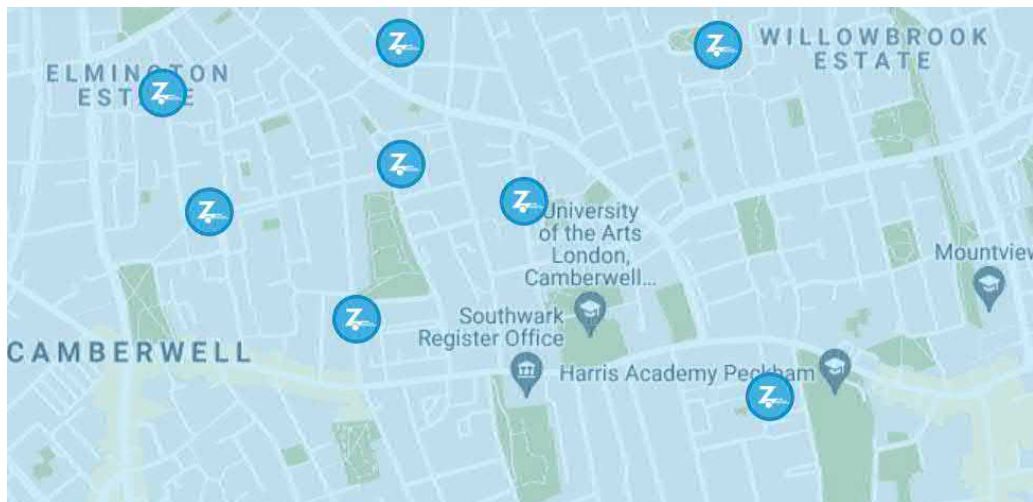 WILLOWBROOK
ESTATE
ELMINGTON
ESTATE
University
of the Arts
London,
Camberwell...
Mountview
Southwark
Register Office
CAMBERWELL
Harris Academy Peckham
Z
Z
Z
Z
Z
Z
Z
Z